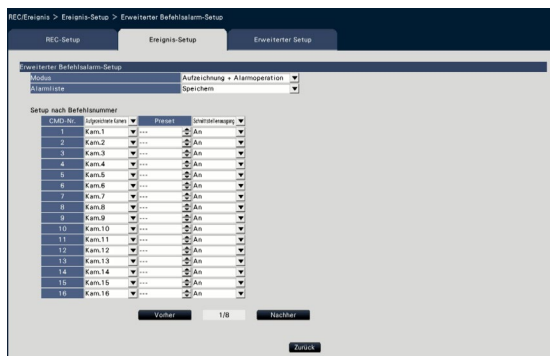 REC/Ereignis > Ereignis-Setup > Erweiterter Befehlsalarm-Setup
REC-Setup Ereignis-Setup Erweiterter Setup
Erweiterter Befehlsalarm-Setup
Modus Aufzeichnung + Alarmoperation
Alarmliste Speichern
Setup nach Befehlsnummer
CMD-Nr. Aufgezeichnete Kamera Preset Schnittstellenausgang
1 Kam.1 --- An
2 Kam.2 --- An
3 Kam.3 --- An
4 Kam.4 --- An
5 Kam.5 --- An
6 Kam.6 --- An
7 Kam.7 --- An
8 Kam.8 --- An
9 Kam.9 --- An
10 Kam.10 --- An
11 Kam.11 --- An
12 Kam.12 --- An
13 Kam.13 --- An
14 Kam.14 --- An
15 Kam.15 --- An
16 Kam.16 --- An
Vorher 1/8 Nachher
Zurück